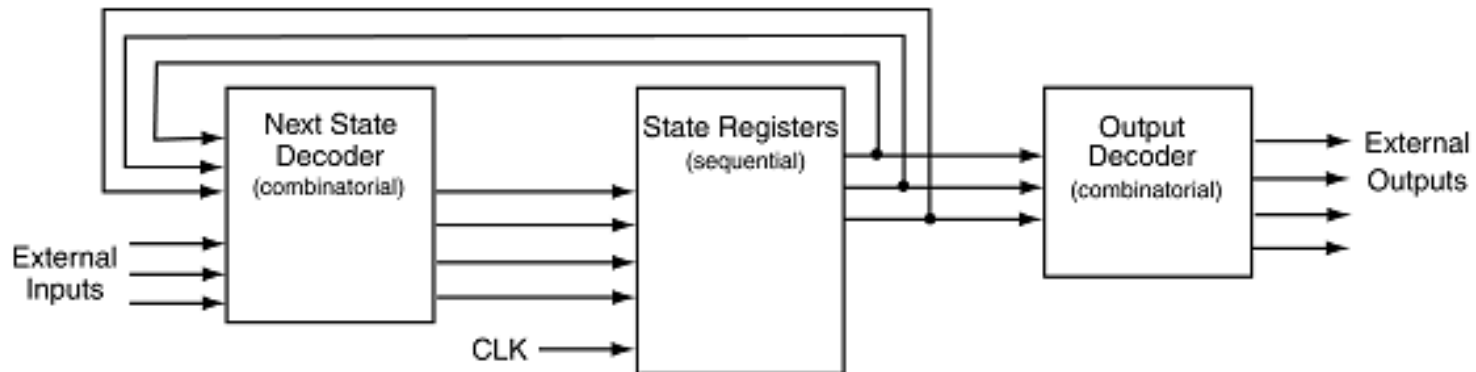 Next State
Decoder
(combinatorial)
State Registers
(sequential)
Output
Decoder
(combinatorial)
External
Outputs
External
Inputs
CLK